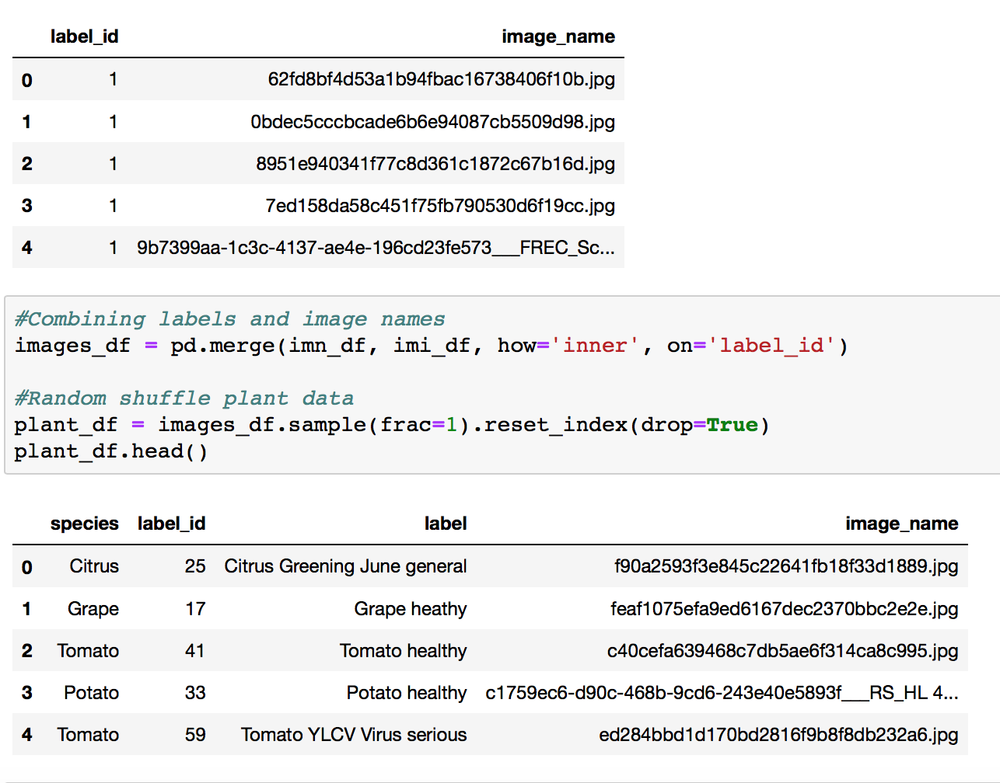 label_id image_name
0 1 62fd8bf4d53a1b94fbac16738406f10b.jpg
1 1 0bdec5cccbcade6b6e94087cb5509d98.jpg
2 1 8951e940341f77c8d361c1872c67b16d.jpg
3 1 7ed158da58c451f75fb790530d6f19cc.jpg
4 1 9b7399aa-1c3c-4137-ae4e-196cd23fe573___FREC_Sc...
#Combining labels and image names
images_df = pd.merge(imn_df, imi_df, how='inner', on='label_id')
#Random shuffle plant data
plant_df = images_df.sample(frac=1).reset_index(drop=True)
plant_df.head()
species label_id label image_name
0 Citrus 25 Citrus Greening June general f90a2593f3e845c22641fb18f33d1889.jpg
1 Grape 17 Grape heathy feaf1075efa9ed6167dec2370bbc2e2e.jpg
2 Tomato 41 Tomato healthy c40cefa639468c7db5ae6f314ca8c995.jpg
3 Potato 33 Potato healthy c1759ec6-d90c-468b-9cd6-243e40e5893f___RS_HL 4...
4 Tomato 59 Tomato YLCV Virus serious ed284bbd1d170bd2816f9b8f8db232a6.jpg